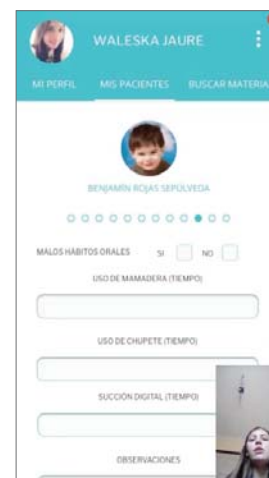 WALESKA JAURE
MI PERFIL MIS PACIENTES BUSCAR MATERIA
BENJAMÍN ROJAS SEPÚLVEDA
MALOS HÁBITOS ORALES SI NO
USO DE MAMADERA (TIEMPO)
USO DE CHUPETE (TIEMPO)
SUCCIÓN DIGITAL (TIEMPO)
OBSERVACIONES